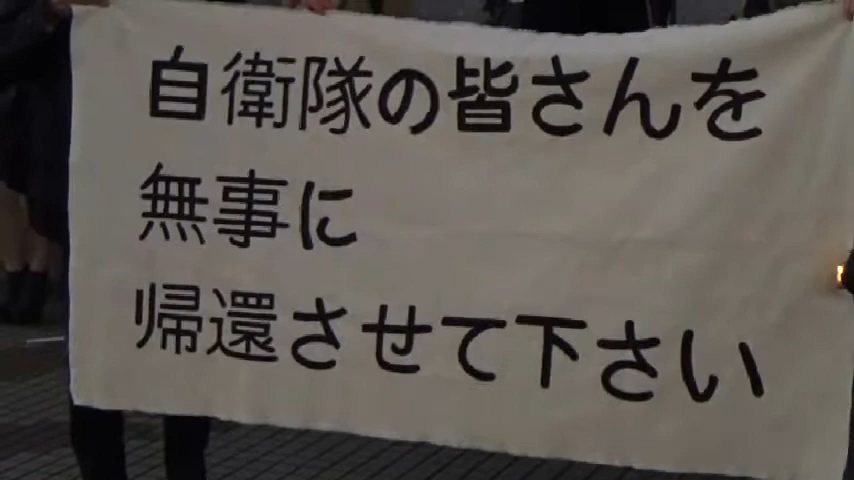 自衛隊の皆さんを
無事に
帰還させて下さい